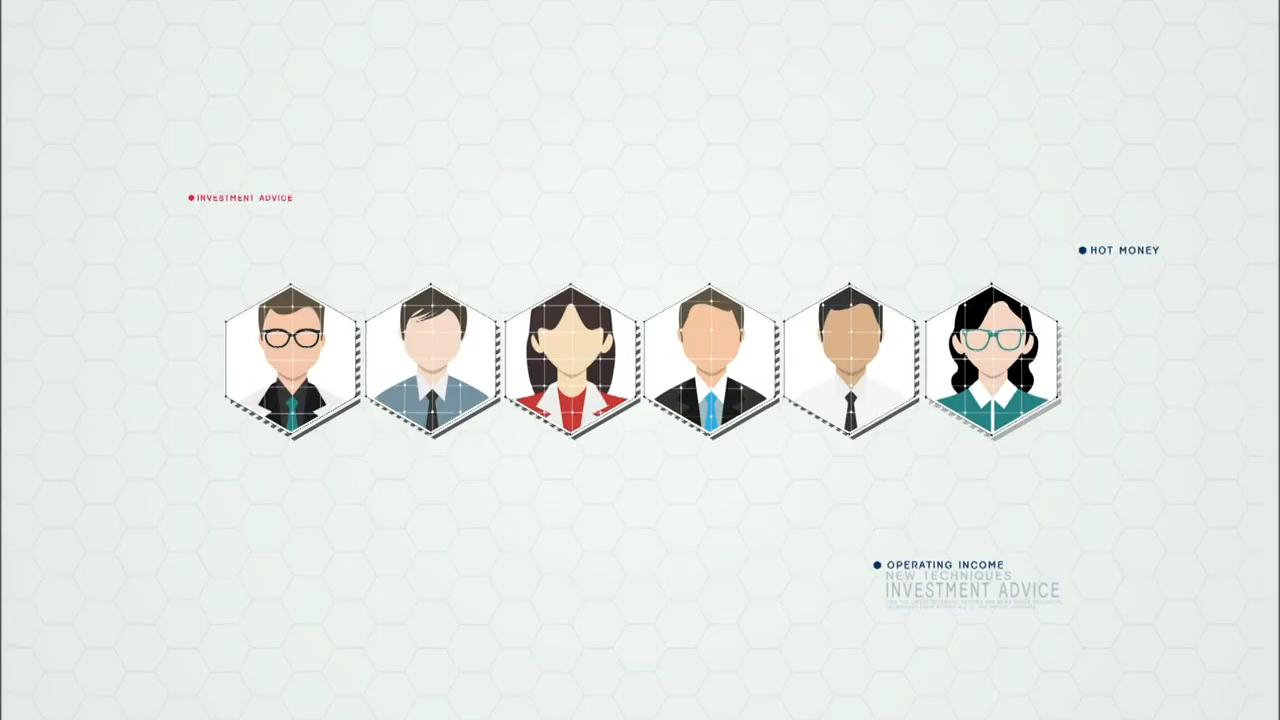 INVESTMENT ADVICE
HOT MONEY
OPERATING INCOME
NEW TECHNIQUES
INVESTMENT ADVICE